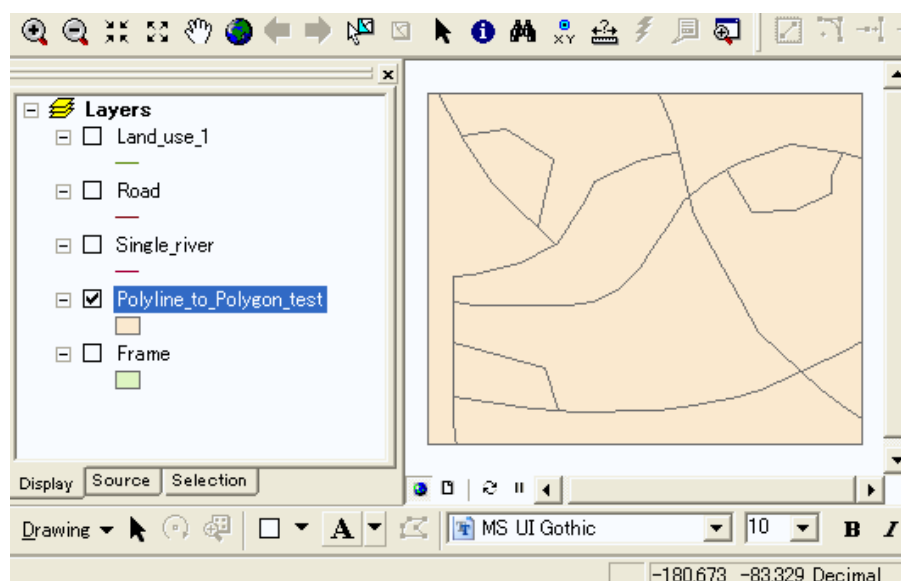 XY
Layers
Land_use_1
Road
Single_river
Polyline_to_Polygon_test
Frame
Display Source Selection
Drawing A MS UI Gothic 10 B I
-180.673 -83.329 Decimal